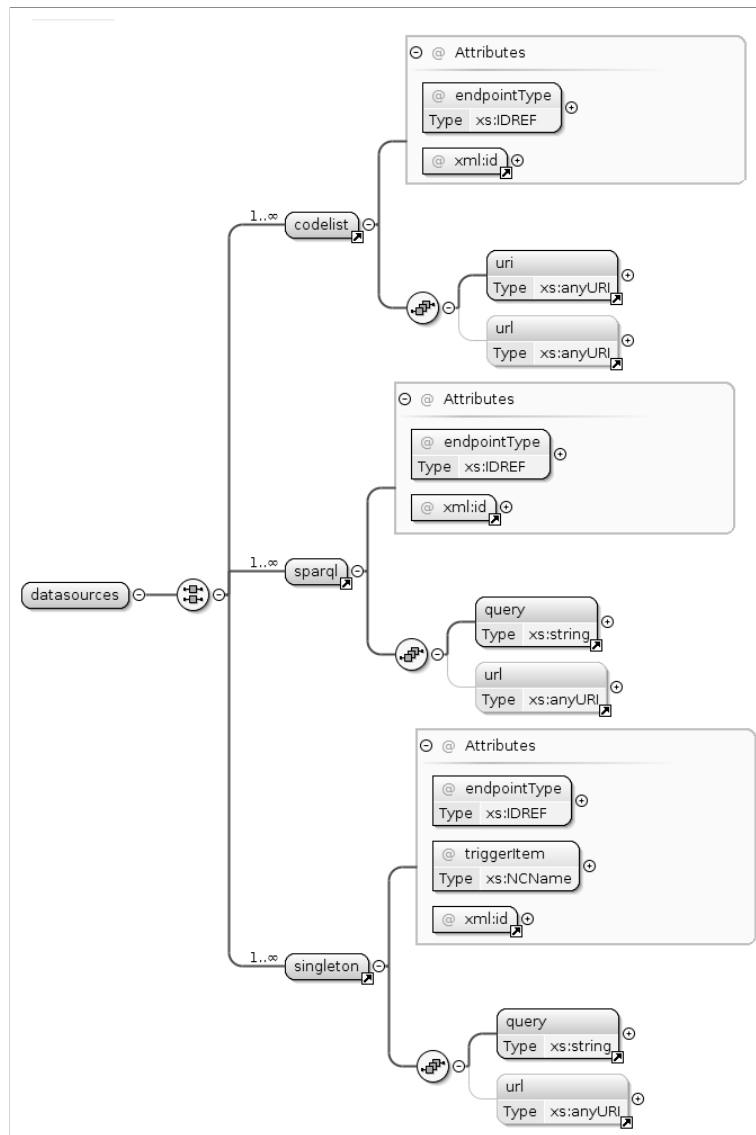 @ Attributes
@ endpointType
Type xs:IDREF
@ xml:id
1..∞
codelist
uri
Type xs:anyURI
url
Type xs:anyURI
@ Attributes
@ endpointType
Type xs:IDREF
@ xml:id
1..∞
sparql
datasources
query
Type xs:string
url
Type xs:anyURI
@ Attributes
@ endpointType
Type xs:IDREF
@ triggerItem
Type xs:NCName
@ xml:id
1..∞
singleton
query
Type xs:string
url
Type xs:anyURI